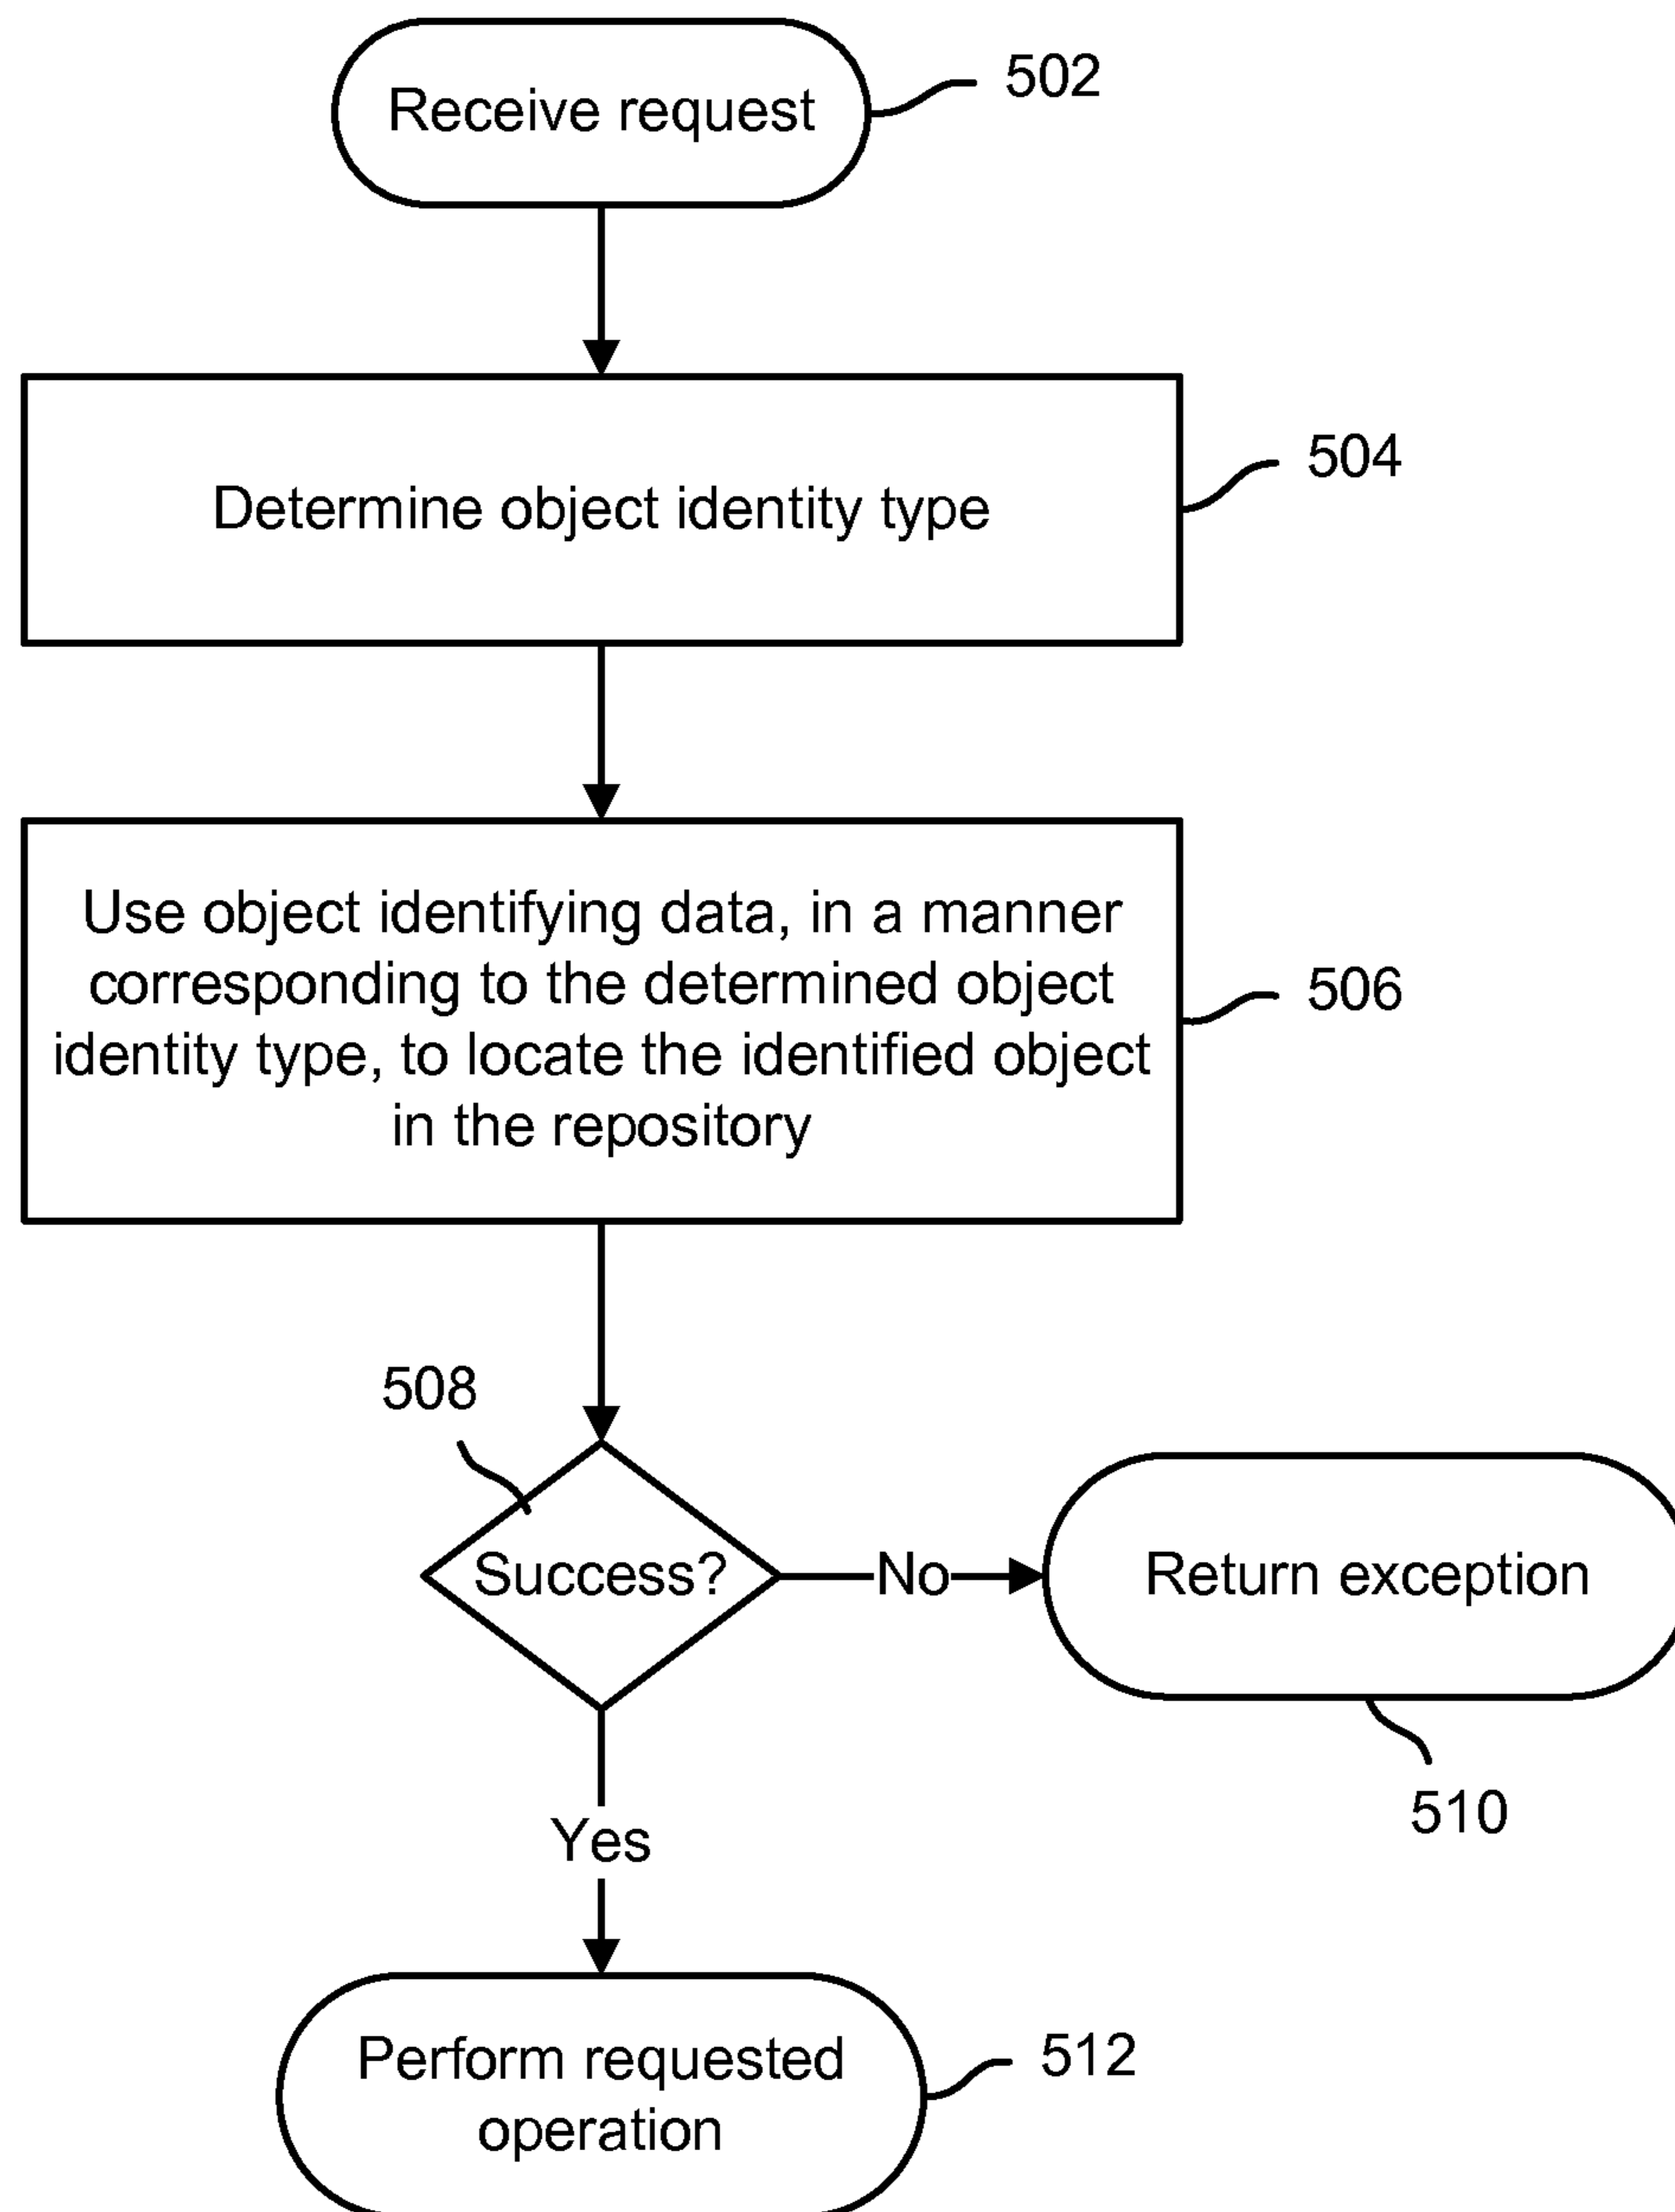 Receive request
502
Determine object identity type
504
Use object identifying data, in a manner
corresponding to the determined object
identity type, to locate the identified object
in the repository
506
508
Success?
No
Return exception
510
Yes
Perform requested
operation
512